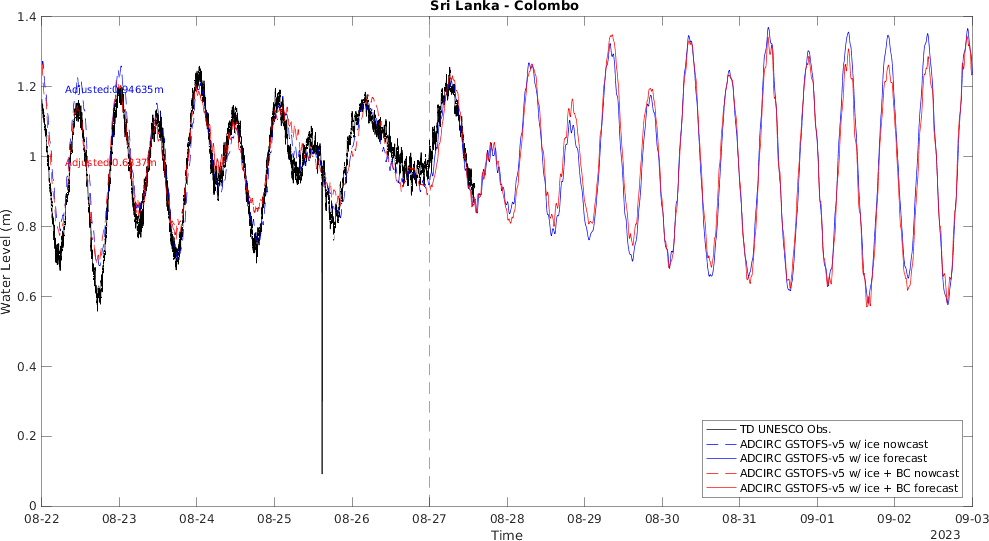 Sri Lanka - Colombo
1.4
1.2
1
0.8
0.6
0.4
0.2
0
Water Level (m)
Adjusted:0.94635m
08-22
08-23
08-24
08-25
08-26
08-27
08-28
08-29
08-30
08-31
09-01
09-02
09-03
Time
2023
TD UNESCO Obs.
ADCIRC GSTOFS-v5 w/ ice nowcast
ADCIRC GSTOFS-v5 w/ ice forecast
ADCIRC GSTOFS-v5 w/ ice + BC nowcast
ADCIRC GSTOFS-v5 w/ ice + BC forecast